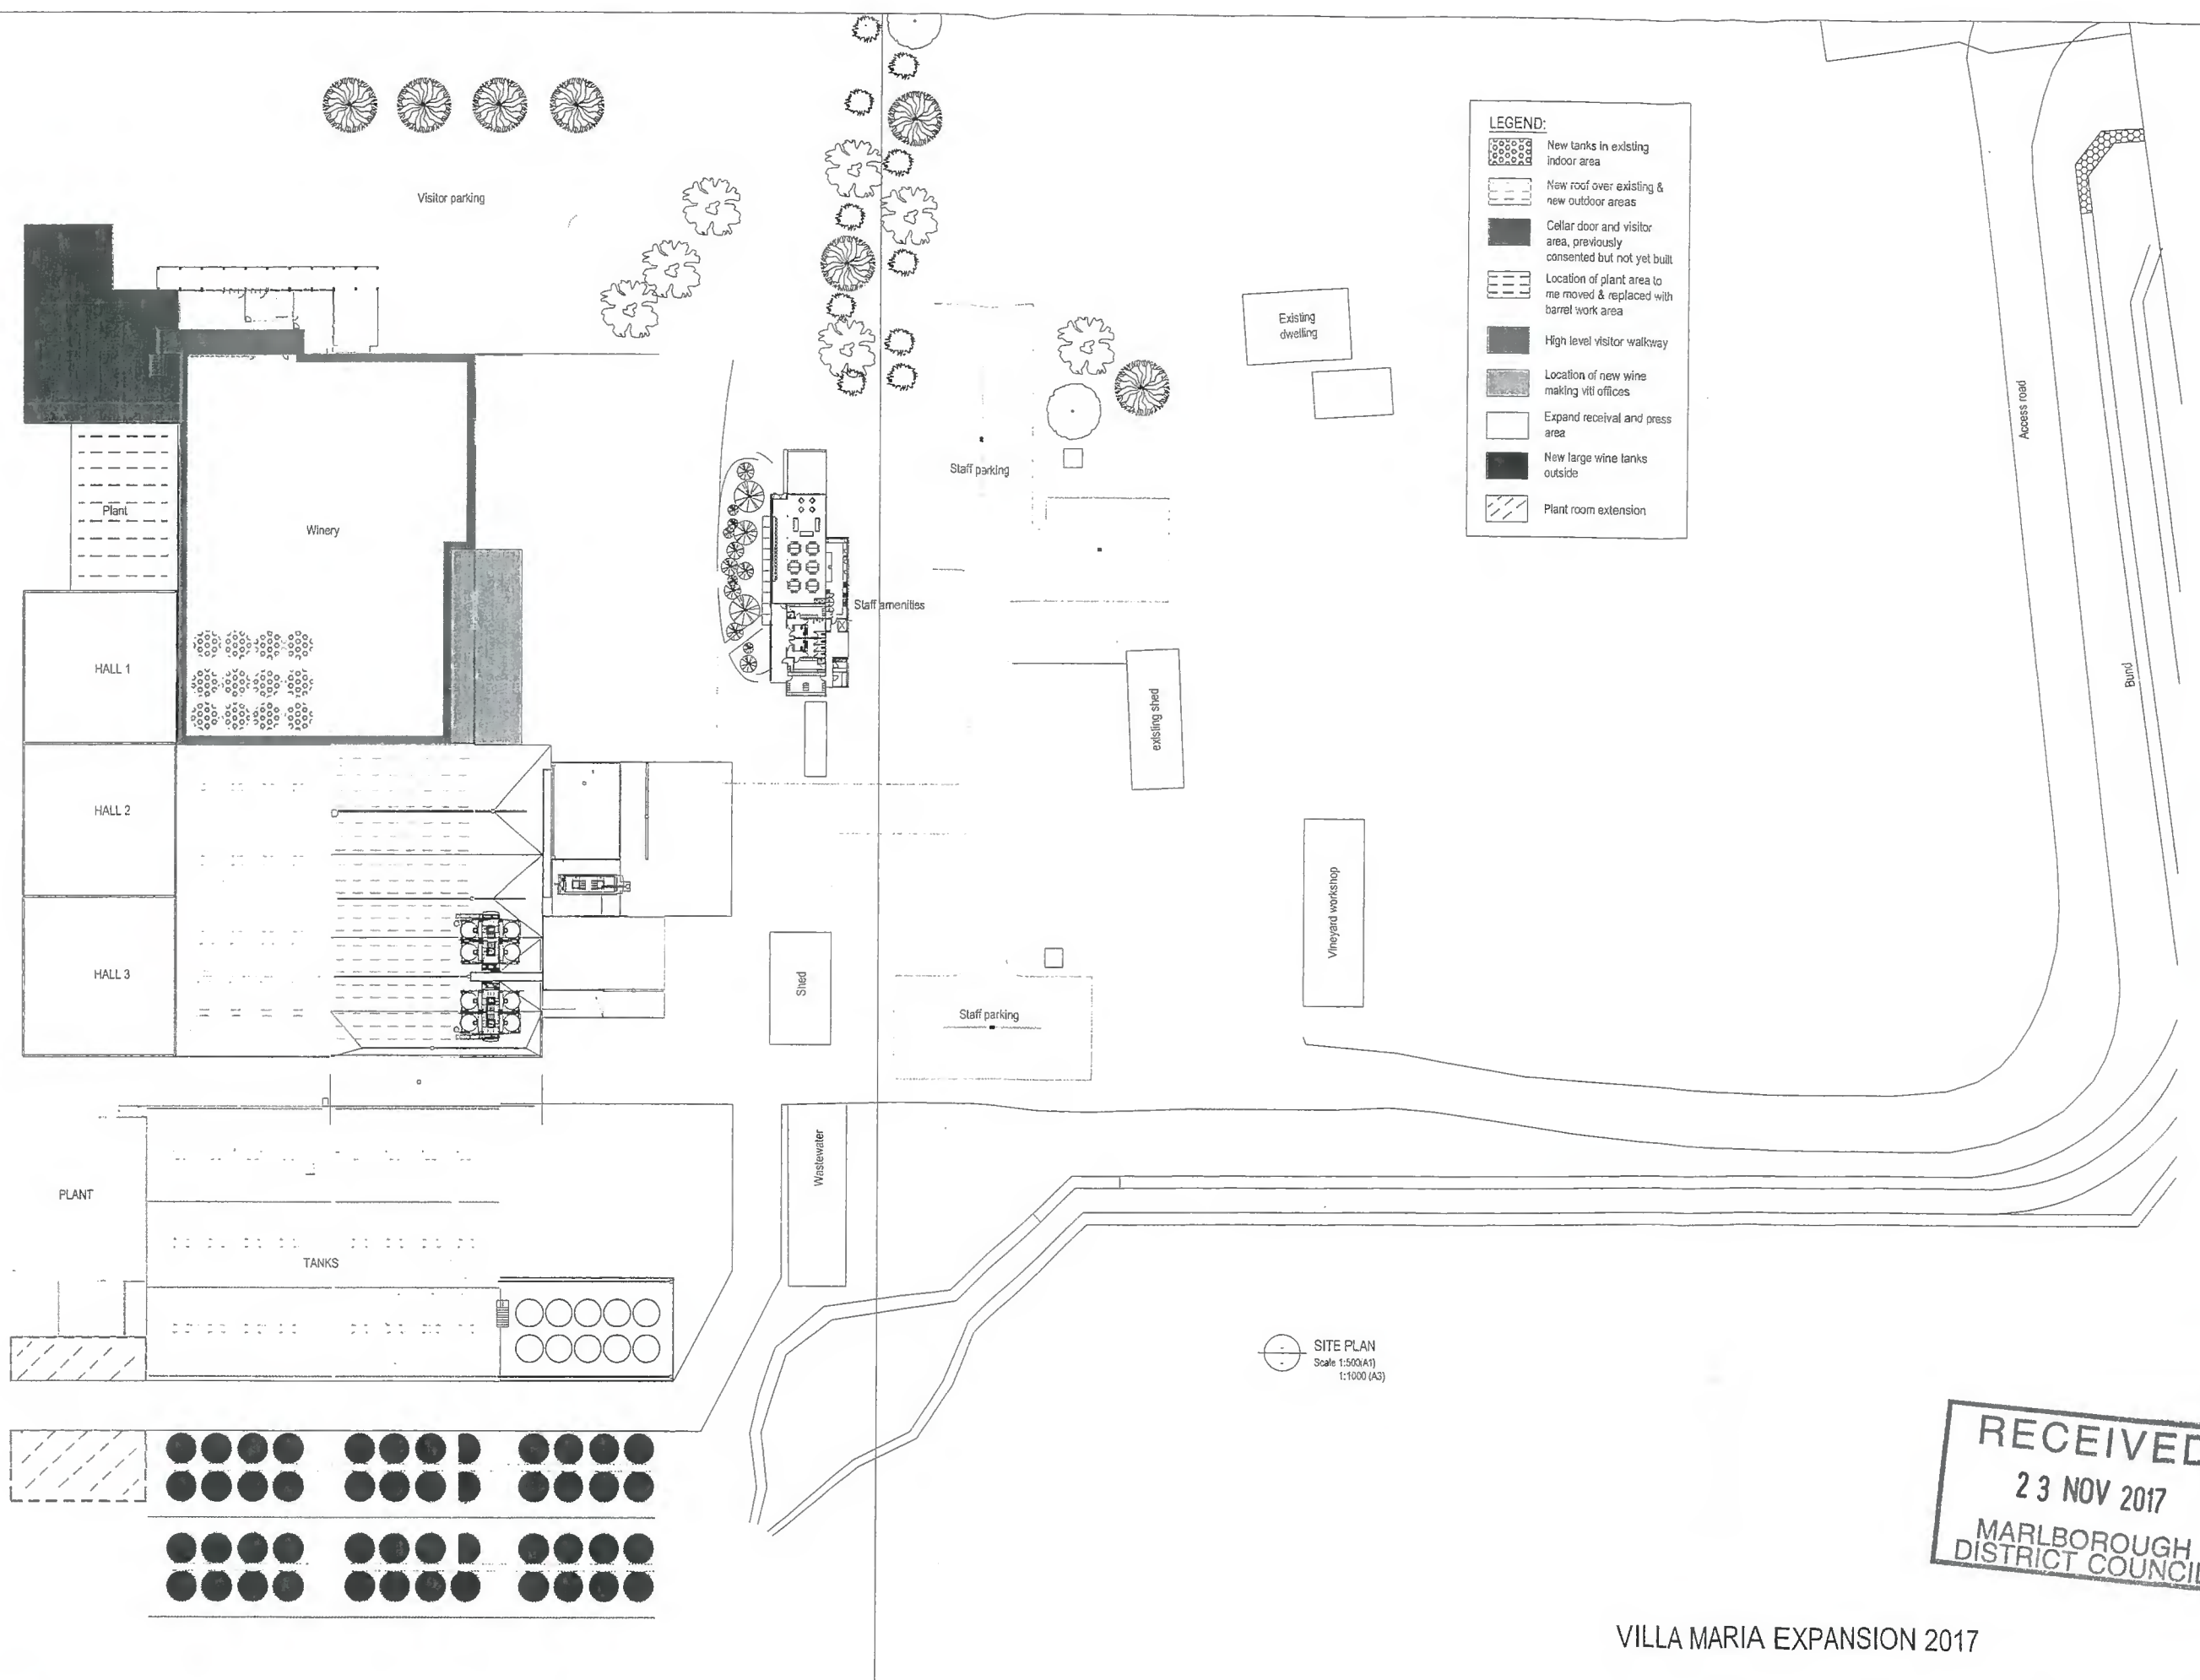 Visitor parking
LEGEND:
New tanks in existing
indoor area
New roof over existing &
new outdoor areas
Cellar door and visitor
area, previously
consented but not yet built
Location of plant area to
me moved & replaced with
barrel work area
High level visitor walkway
Location of new wine
making viti offices
Expand receival and press
area
New large wine tanks
outside
Plant room extension
Existing
dwelling
Access road
Staff parking
Plant
Winery
Staff amenities
HALL 1
existing shed
Bund
HALL 2
Vineyard workshop
HALL 3
Shed
Staff parking
Wastewater
PLANT
TANKS
SITE PLAN
Scale 1:500(A1)
1:1000 (A3)
RECEIVED
23 NOV 2017
MARLBOROUGH
DISTRICT COUNCIL
VILLA MARIA EXPANSION 2017